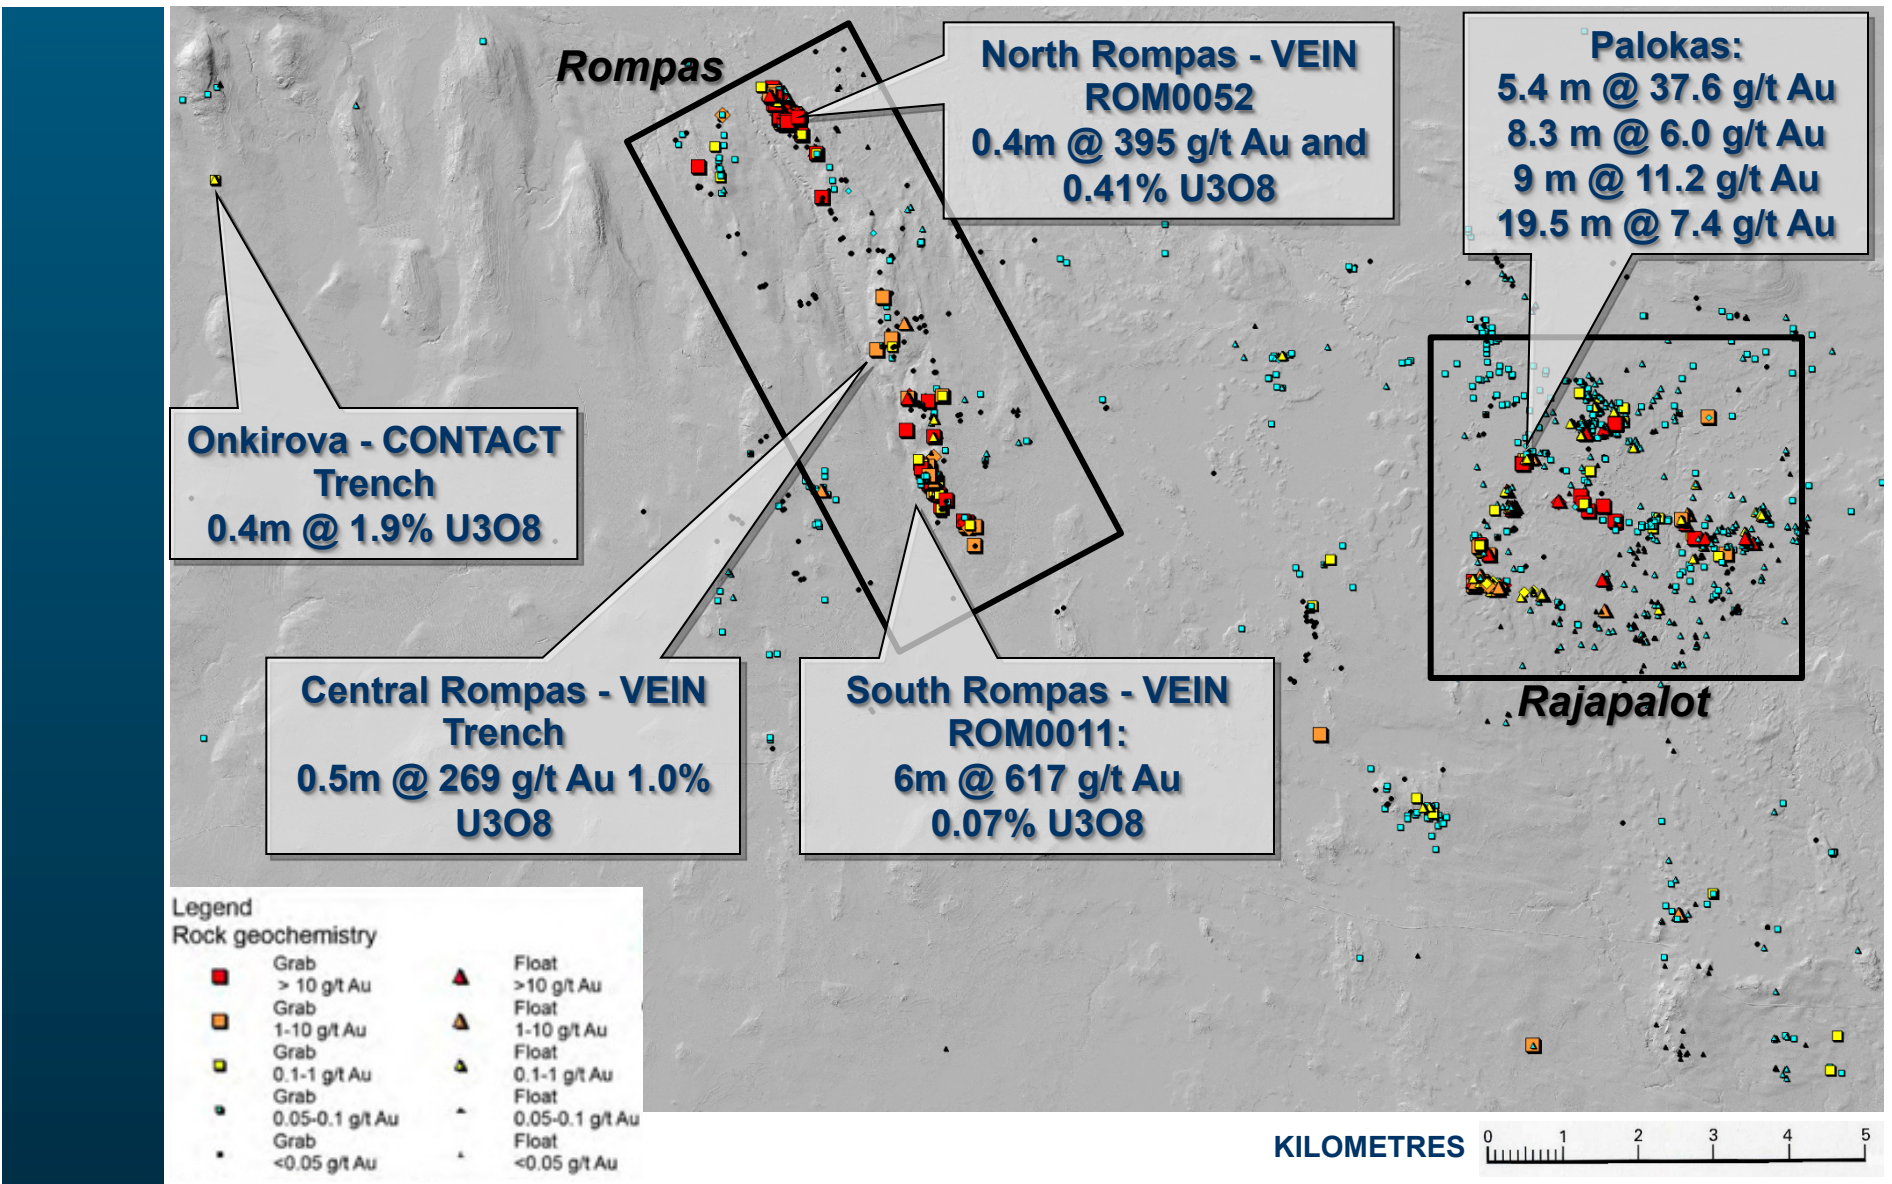 Rompas
North Rompas - VEIN
ROM0052
0.4m @ 395 g/t Au and
0.41% U3O8
Palokas:
5.4 m @ 37.6 g/t Au
8.3 m @ 6.0 g/t Au
9 m @ 11.2 g/t Au
19.5 m @ 7.4 g/t Au
Onkirova - CONTACT
Trench
0.4m @ 1.9% U3O8
Central Rompas - VEIN
Trench
0.5m @ 269 g/t Au 1.0%
U3O8
South Rompas - VEIN
ROM0011:
6m @ 617 g/t Au
0.07% U3O8
Rajapalot
Legend
Rock geochemistry
Grab
> 10 g/t Au
Float
>10 g/t Au
Grab
1-10 g/t Au
Float
1-10 g/t Au
Grab
0.1-1 g/t Au
Float
0.1-1 g/t Au
Grab
0.05-0.1 g/t Au
Float
0.05-0.1 g/t Au
Grab
<0.05 g/t Au
Float
<0.05 g/t Au
KILOMETRES
0 1 2 3 4 5